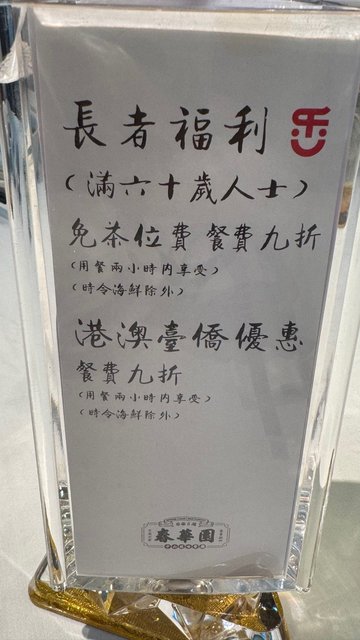 長者福利
（滿六十歲人士）
免茶位費 餐費九折
（用餐兩小時內享受）
（時令海鮮除外）
港澳臺僑優惠
餐費九折
（用餐兩小時內享受）
（時令海鮮除外）
春華園